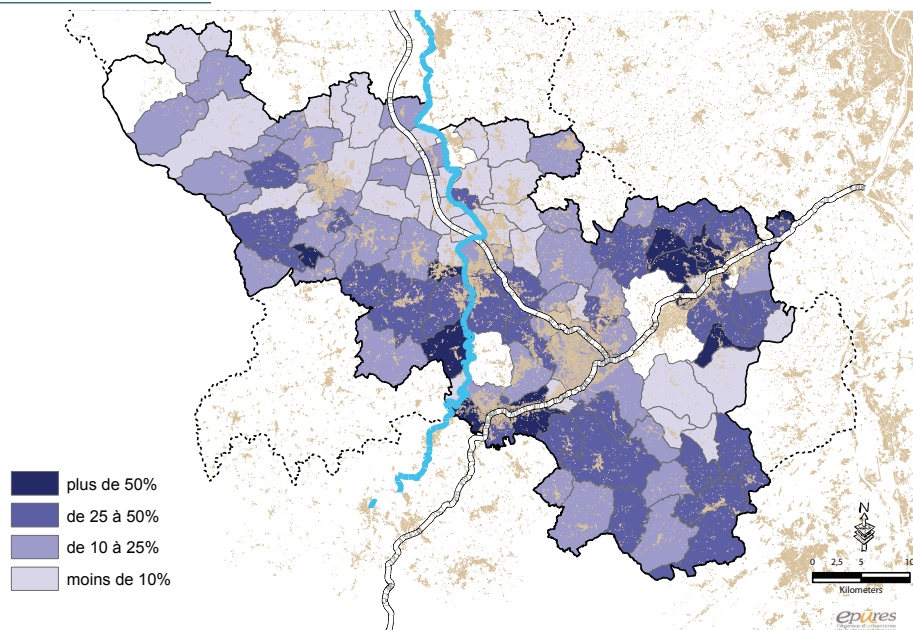 plus de 50%
de 25 à 50%
de 10 à 25%
moins de 10%
N
0 2,5 5 10
Kilometers
epures